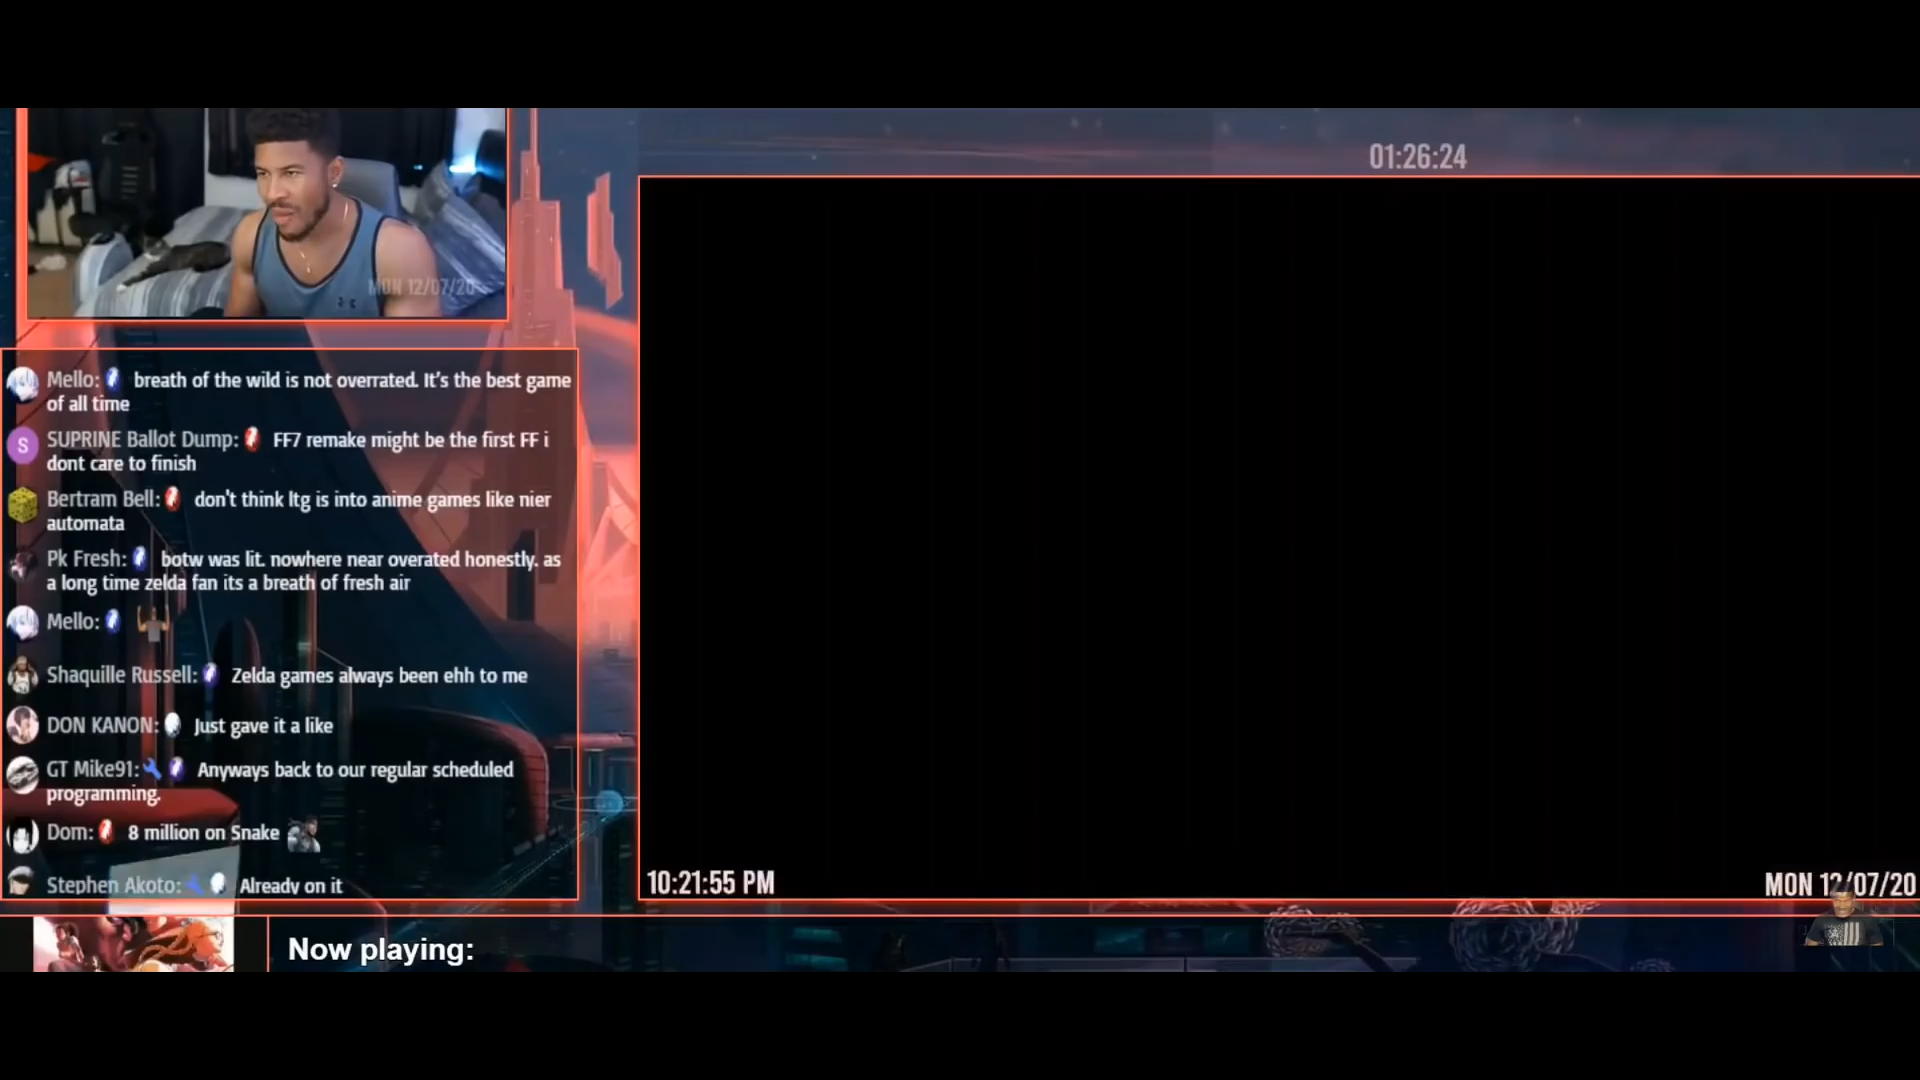 01:26:24
MON 12/07/20
Mello: breath of the wild is not overrated. It's the best game
of all time
S
SUPRINE Ballot Dump: FF7 remake might be the first FF i
dont care to finish
Bertram Bell: don't think ltg is into anime games like nier
automata
Pk Fresh: botw was lit. nowhere near overated honestly. as
a long time zelda fan its a breath of fresh air
Mello:
Shaquille Russell: Zelda games always been ehh to me
DON KANON: Just gave it a like
GT Mike91: Anyways back to our regular scheduled
programming.
Dom: 8 million on Snake
Stephen Akoto: Already on it
10:21:55 PM
MON 12/07/20
Now playing: